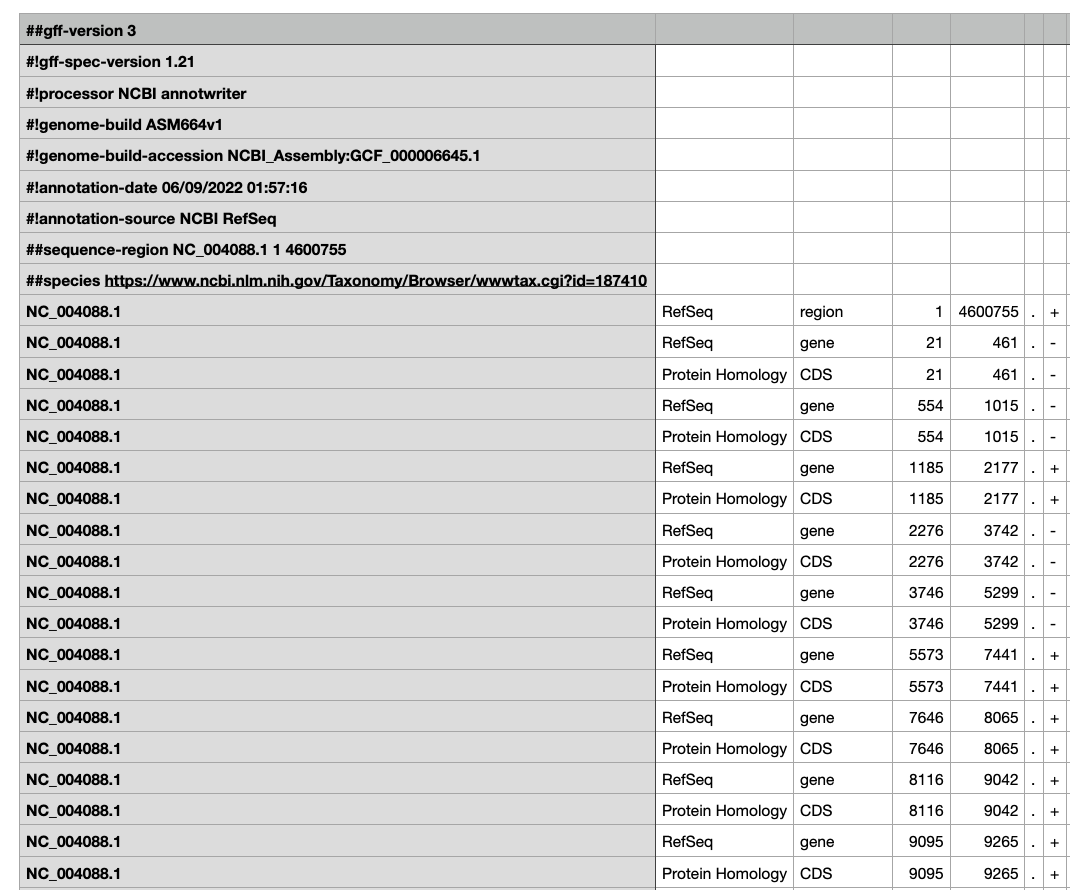 ##gff-version 3
#!gff-spec-version 1.21
#!processor NCBI annotwriter
#!genome-build ASM664v1
#!genome-build-accession NCBI_Assembly:GCF_000006645.1
#!annotation-date 06/09/2022 01:57:16
#!annotation-source NCBI RefSeq
##sequence-region NC_004088.1 1 4600755
##species https://www.ncbi.nlm.nih.gov/Taxonomy/Browser/wwwtax.cgi?id=187410
NC_004088.1 RefSeq region 1 4600755 . +
NC_004088.1 RefSeq gene 21 461 . -
NC_004088.1 Protein Homology CDS 21 461 . -
NC_004088.1 RefSeq gene 554 1015 . -
NC_004088.1 Protein Homology CDS 554 1015 . -
NC_004088.1 RefSeq gene 1185 2177 . +
NC_004088.1 Protein Homology CDS 1185 2177 . +
NC_004088.1 RefSeq gene 2276 3742 . -
NC_004088.1 Protein Homology CDS 2276 3742 . -
NC_004088.1 RefSeq gene 3746 5299 . -
NC_004088.1 Protein Homology CDS 3746 5299 . -
NC_004088.1 RefSeq gene 5573 7441 . +
NC_004088.1 Protein Homology CDS 5573 7441 . +
NC_004088.1 RefSeq gene 7646 8065 . +
NC_004088.1 Protein Homology CDS 7646 8065 . +
NC_004088.1 RefSeq gene 8116 9042 . +
NC_004088.1 Protein Homology CDS 8116 9042 . +
NC_004088.1 RefSeq gene 9095 9265 . +
NC_004088.1 Protein Homology CDS 9095 9265 . +